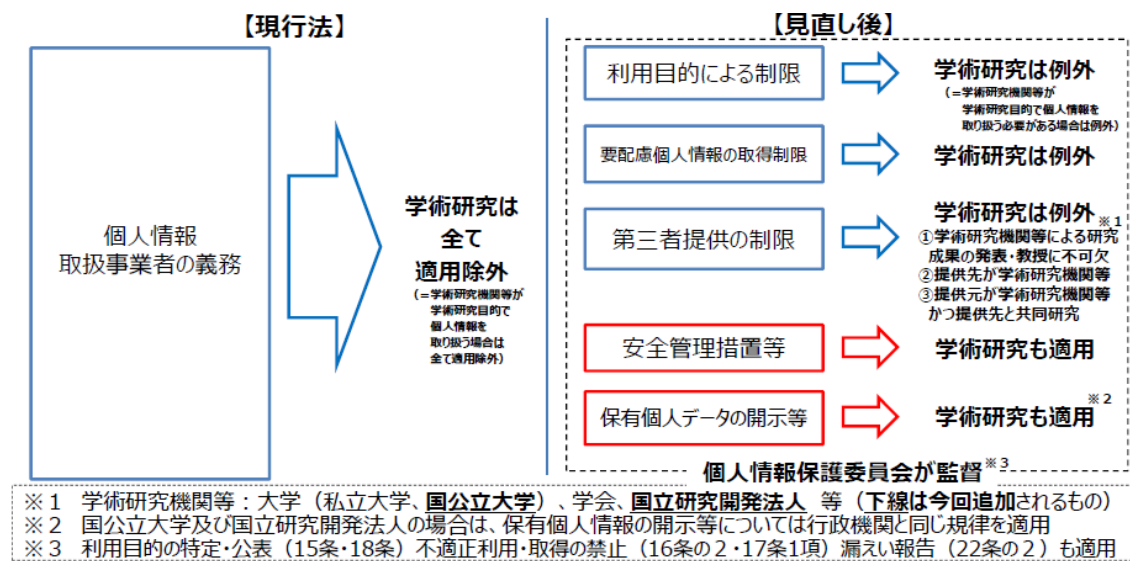 【現行法】
個人情報
取扱事業者の義務
学術研究は
全て
適用除外
(=学術研究機関等が
学術研究目的で
個人情報を
取り扱う場合は
全て適用除外)
【見直し後】
利用目的による制限
学術研究は例外
(=学術研究機関等が
学術研究目的で個人情報を
取り扱う必要がある場合は例外)
要配慮個人情報の取得制限
学術研究は例外
第三者提供の制限
学術研究は例外※1
①学術研究機関等による研究
成果の発表・教授に不可欠
②提供先が学術研究機関等
③提供元が学術研究機関等
かつ提供先と共同研究
安全管理措置等
学術研究も適用
保有個人データの開示等
学術研究も適用※2
個人情報保護委員会が監督※3
※1 学術研究機関等:大学(私立大学、国公立大学)、学会、国立研究開発法人 等(下線は今回追加されるもの)
※2 国公立大学及び国立研究開発法人の場合は、保有個人情報の開示等については行政機関と同じ規律を適用
※3 利用目的の特定・公表(15条・18条)不適正利用・取得の禁止(16条の2・17条1項)漏えい報告(22条の2)も適用